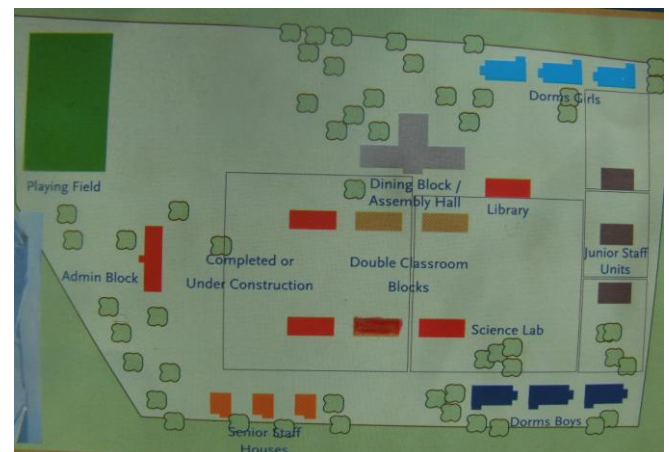 Dorms Girls
Playing Field
Dining Block /
Assembly Hall
Library
Completed or
Under Construction
Double Classroom
Blocks
Junior Staff
Units
Admin Block
Science Lab
Dorms Boys
Senior Staff
Houses